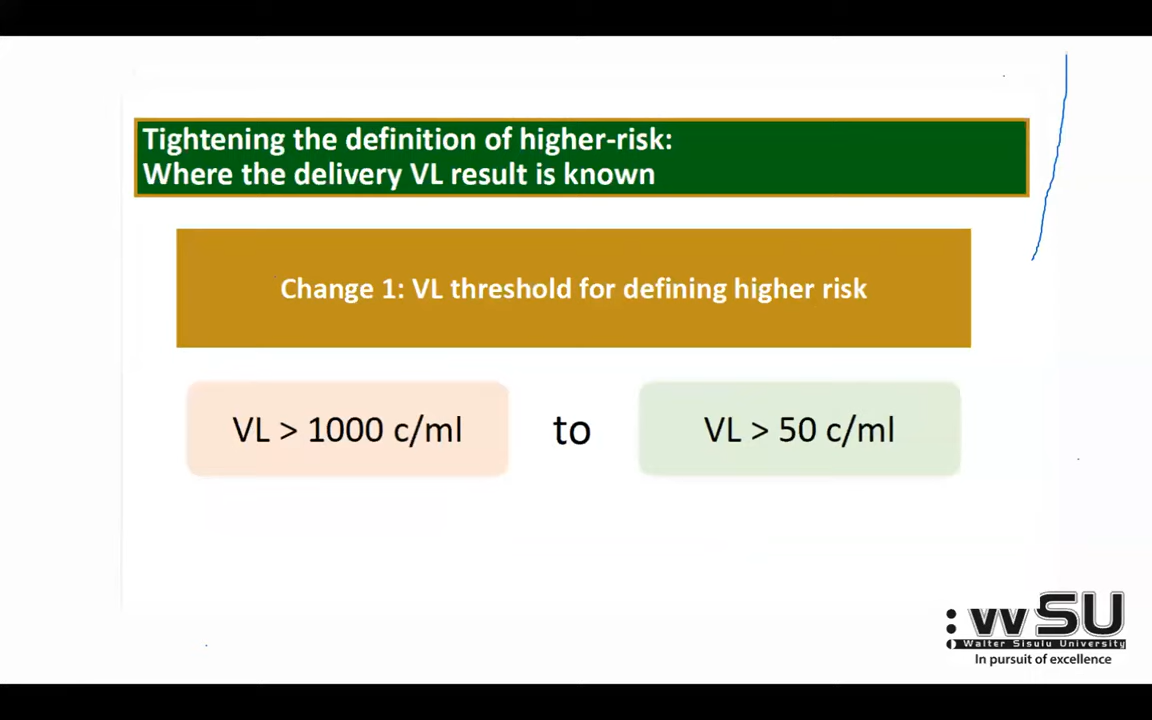 Tightening the definition of higher-risk:
Where the delivery VL result is known
Change 1: VL threshold for defining higher risk
VL > 1000 c/ml to VL > 50 c/ml
WSU
Walter Sisulu University
In pursuit of excellence